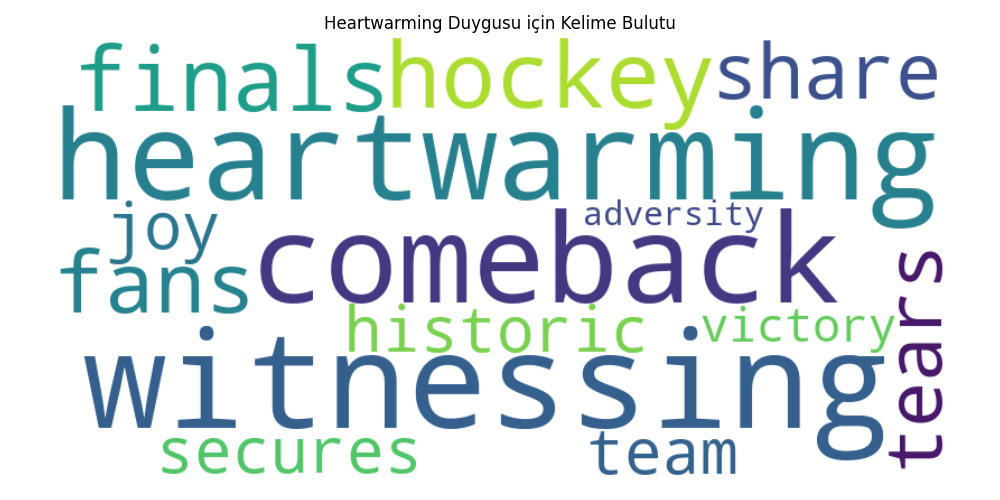 Heartwarming Duygusu için Kelime Bulutu
finals hockey share
heartwarming
joy adversity
fans comeback
historic victory
witnessing tears
secures team